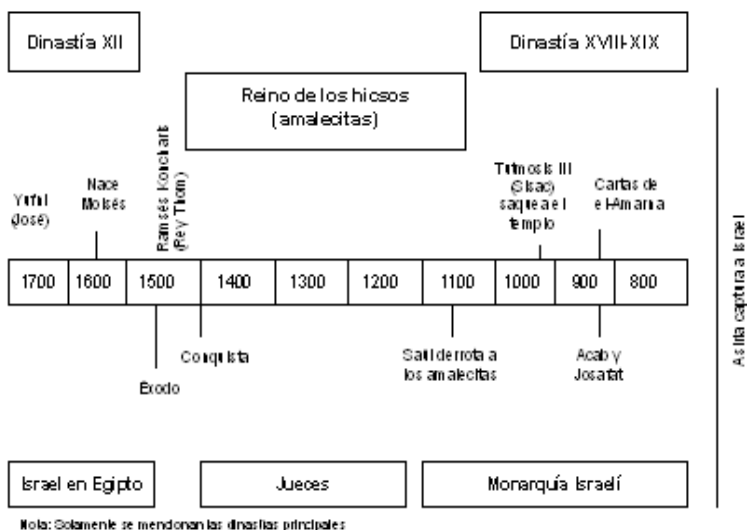 Dinastía XII
Dinastía XVIII-XIX
Reino de los hicsos
(amalecitas)
Yufni
(José)
Nace
Moisés
Ramsés Koncharis
(Rey Thom)
Tutmosis III
(Sisac)
saquea el
templo
Cartas de
el-Amarna
1700 1600 1500 1400 1300 1200 1100 1000 900 800
Asiria captura a Israel
Éxodo
Conquista
Saúl derrota a
los amalecitas
Acab y
Josafat
Israel en Egipto
Jueces
Monarquía Israelí
Nota: Solamente se mencionan las dinastías principales